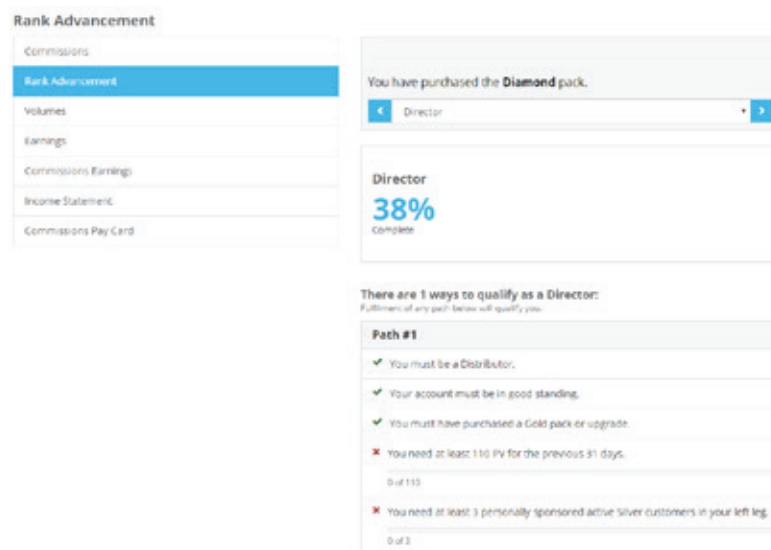 Rank Advancement
Commissions
Rank Advancement
Volumes
Earnings
Commissions Earnings
Income Statement
Commissions Pay Card
You have purchased the Diamond pack.
Director
Director
38%
Complete
There are 1 ways to qualify as a Director:
Fulfilment of any path below will qualify you.
Path #1
You must be a Distributor.
Your account must be in good standing.
You must have purchased a Gold pack or upgrade.
You need at least 110 PV for the previous 31 days.
0 of 110
You need at least 3 personally sponsored active Silver customers in your left leg.
0 of 3